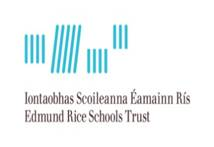 Iontaobhas Scoileanna Éamainn Rís
Edmund Rice Schools Trust